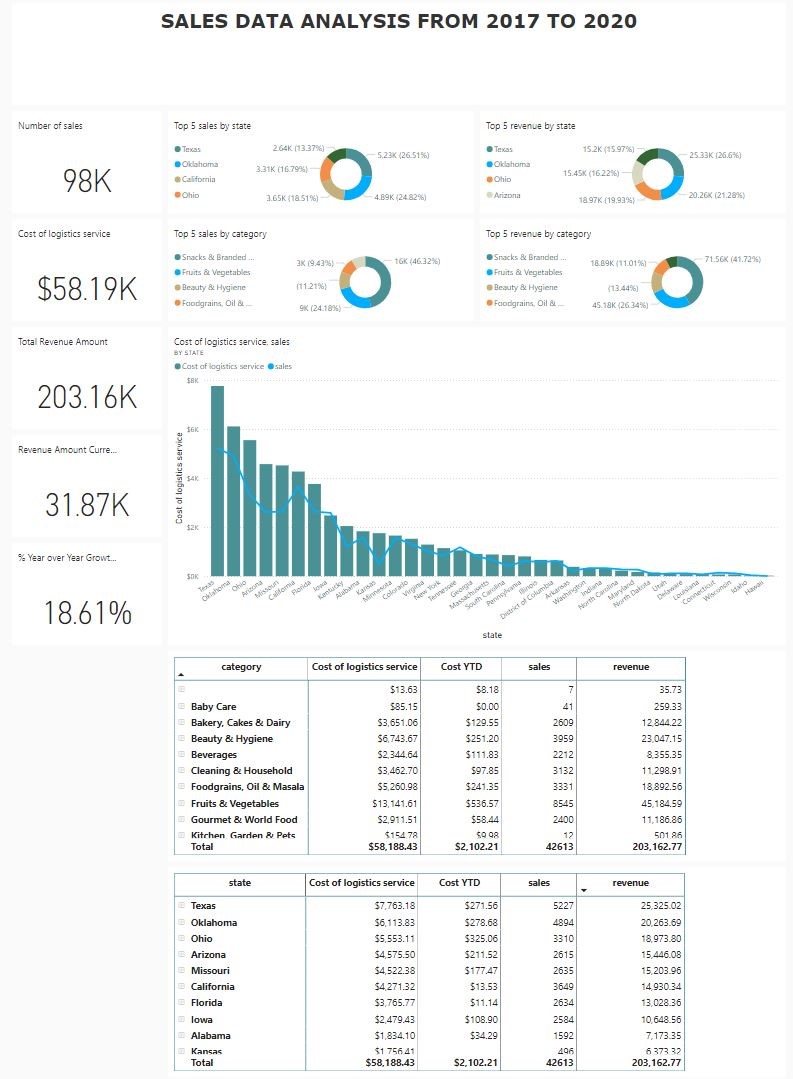 SALES DATA ANALYSIS FROM 2017 TO 2020
Number of sales
98K
Top 5 sales by state
Texas
Oklahoma
California
Ohio
2.64K (13.37%)
3.31K (16.79%)
3.65K (18.51%)
5.23K (26.51%)
4.89K (24.82%)
Top 5 revenue by state
Texas
Oklahoma
Ohio
Arizona
15.2K (15.97%)
15.45K (16.22%)
18.97K (19.93%)
25.33K (26.6%)
20.26K (21.28%)
Cost of logistics service
$58.19K
Top 5 sales by category
Snacks & Branded ...
Fruits & Vegetables
Beauty & Hygiene
Foodgrains, Oil & ...
3K (9.43%)
(11.21%)
9K (24.18%)
16K (46.32%)
Top 5 revenue by category
Snacks & Branded ...
Fruits & Vegetables
Beauty & Hygiene
Foodgrains, Oil & ...
18.89K (11.01%)
(13.44%)
45.18K (26.34%)
71.56K (41.72%)
Total Revenue Amount
203.16K
Revenue Amount Curre...
31.87K
% Year over Year Growt...
18.61%
Cost of logistics service, sales
BY STATE
Cost of logistics service sales
Cost of logistics service
$8K
$6K
$4K
$2K
$0K
Texas
Oklahoma
Ohio
Arizona
Missouri
California
Florida
Iowa
Kentucky
Alabama
Kansas
Minnesota
Colorado
Virginia
New York
Tennessee
Georgia
Massachusetts
South Carolina
Pennsylvania
Illinois
District of Columbia
Arkansas
Washington
Indiana
North Carolina
Maryland
North Dakota
Utah
Delaware
Louisiana
Connecticut
Wisconsin
Idaho
Hawaii
state
category Cost of logistics service Cost YTD sales revenue
$13.63 $8.18 7 35.73
Baby Care $85.15 $0.00 41 259.33
Bakery, Cakes & Dairy $3,651.06 $129.55 2609 12,844.22
Beauty & Hygiene $6,743.67 $251.20 3959 23,047.15
Beverages $2,344.64 $111.83 2212 8,355.35
Cleaning & Household $3,462.70 $97.85 3132 11,298.91
Foodgrains, Oil & Masala $5,260.98 $241.35 3331 18,892.56
Fruits & Vegetables $13,141.61 $536.57 8545 45,184.59
Gourmet & World Food $2,911.51 $58.44 2400 11,186.86
Kitchen, Garden & Pets $154.78 $9.98 12 501.86
Total $58,188.43 $2,102.21 42613 203,162.77
state Cost of logistics service Cost YTD sales revenue
Texas $7,763.18 $271.56 5227 25,325.02
Oklahoma $6,113.83 $278.68 4894 20,263.69
Ohio $5,553.11 $325.06 3310 18,973.80
Arizona $4,575.50 $211.52 2615 15,446.08
Missouri $4,522.38 $177.47 2635 15,203.96
California $4,271.32 $13.53 3649 14,930.34
Florida $3,765.77 $11.14 2634 13,028.36
Iowa $2,479.43 $108.90 2584 10,648.56
Alabama $1,834.10 $34.29 1592 7,173.35
Kansas $1,756.41 496 6,373.32
Total $58,188.43 $2,102.21 42613 203,162.77